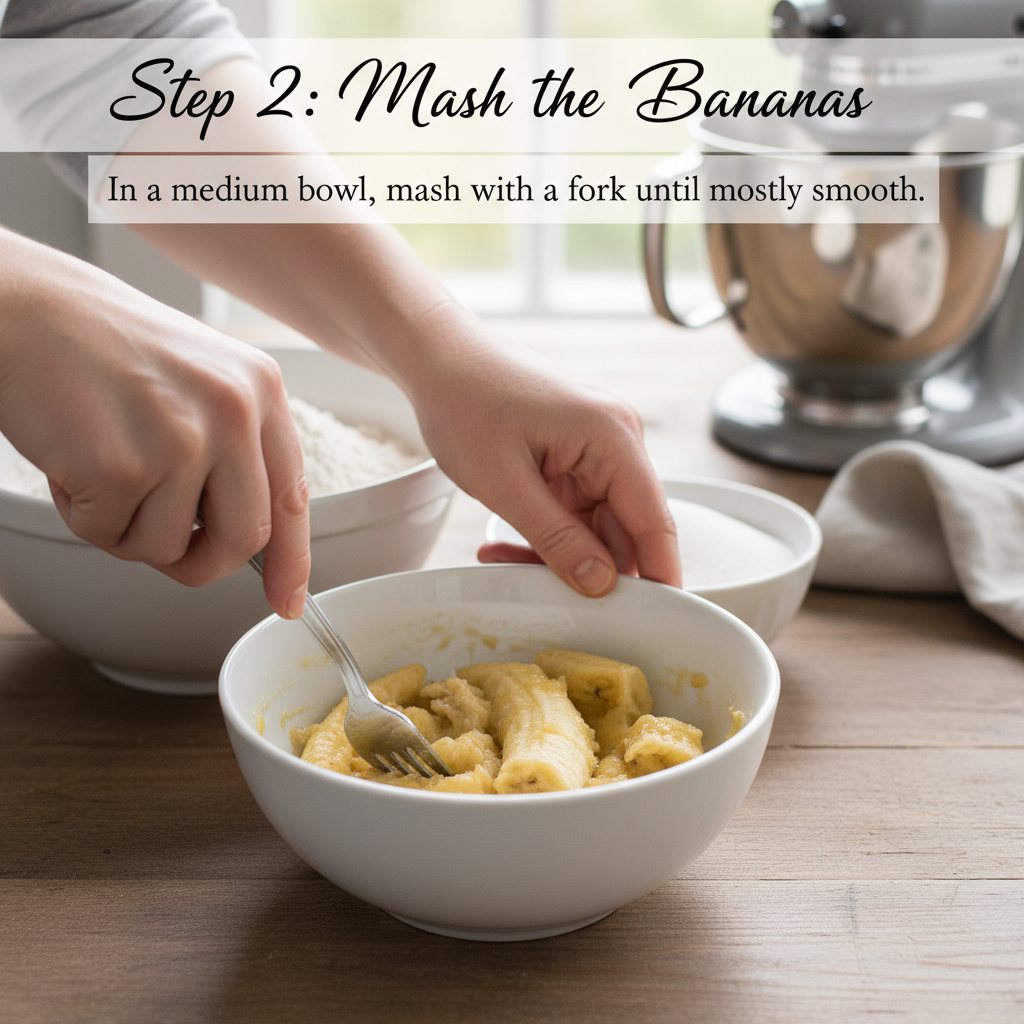 Step 2: Mash the Bananas
In a medium bowl, mash with a fork until mostly smooth.